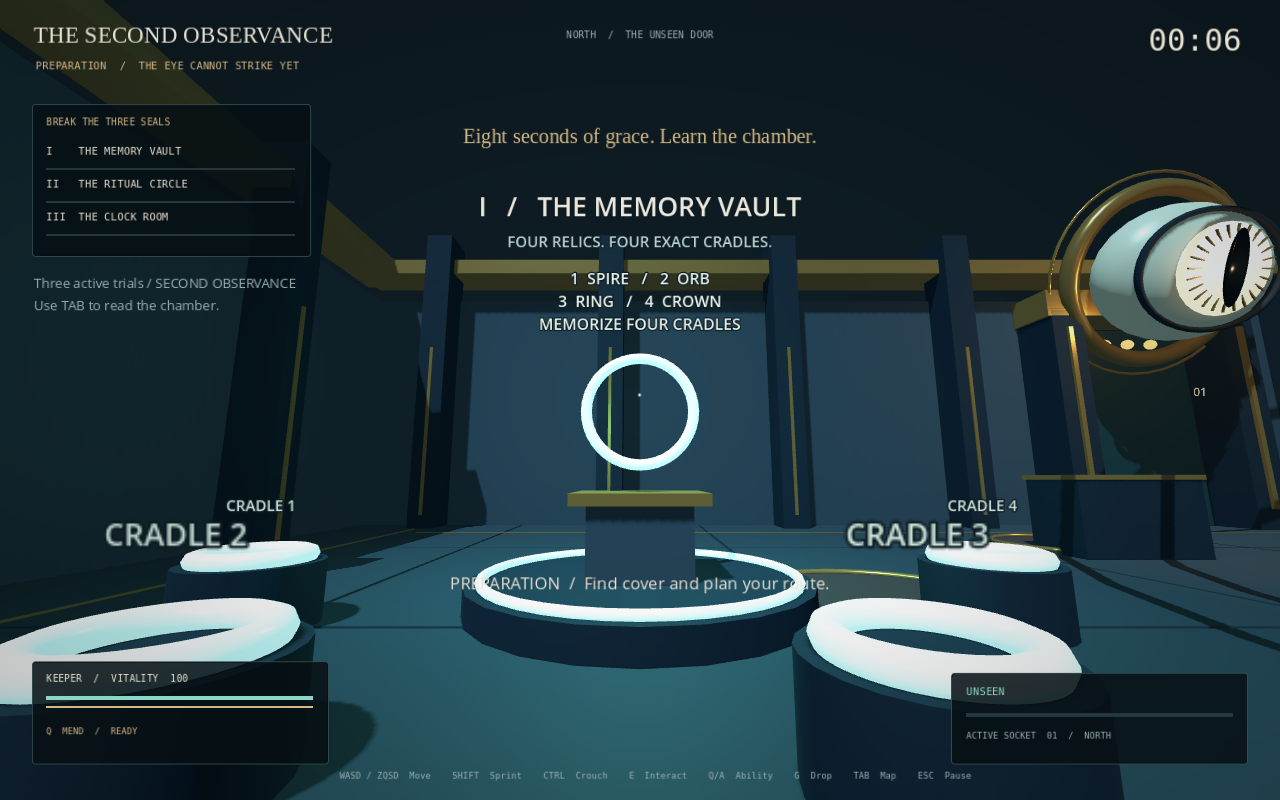 THE SECOND OBSERVANCE
PREPARATION / THE EYE CANNOT STRIKE YET
NORTH / THE UNSEEN DOOR
00:06
BREAK THE THREE SEALS
I THE MEMORY VAULT
II THE RITUAL CIRCLE
III THE CLOCK ROOM
Three active trials / SECOND OBSERVANCE
Use TAB to read the chamber.
Eight seconds of grace. Learn the chamber.
I / THE MEMORY VAULT
FOUR RELICS. FOUR EXACT CRADLES.
1 SPIRE / 2 ORB
3 RING / 4 CROWN
MEMORIZE FOUR CRADLES
01
CRADLE 1
CRADLE 2
CRADLE 4
CRADLE 3
PREPARATION / Find cover and plan your route.
KEEPER / VITALITY 100
Q MEND / READY
UNSEEN
ACTIVE SOCKET 01 / NORTH
WASD / ZQSD Move SHIFT Sprint CTRL Crouch E Interact Q/A Ability G Drop TAB Map ESC Pause